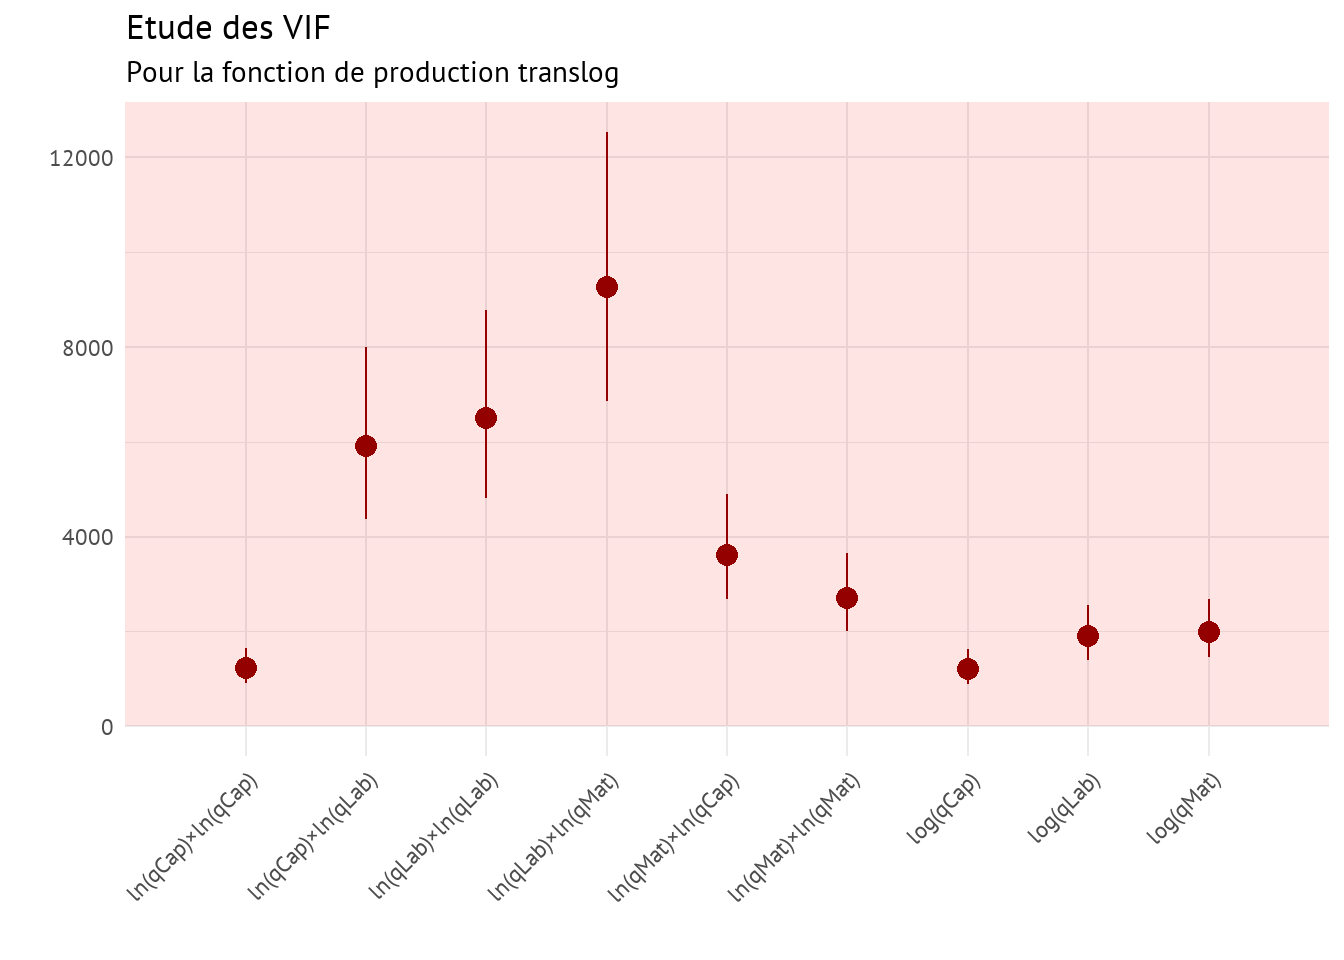 Etude des VIF
Pour la fonction de production translog
12000
8000
4000
0
ln(qCap)×ln(qCap)
ln(qCap)×ln(qLab)
ln(qLab)×ln(qLab)
ln(qLab)×ln(qMat)
ln(qMat)×ln(qCap)
ln(qMat)×ln(qMat)
log(qCap)
log(qLab)
log(qMat)